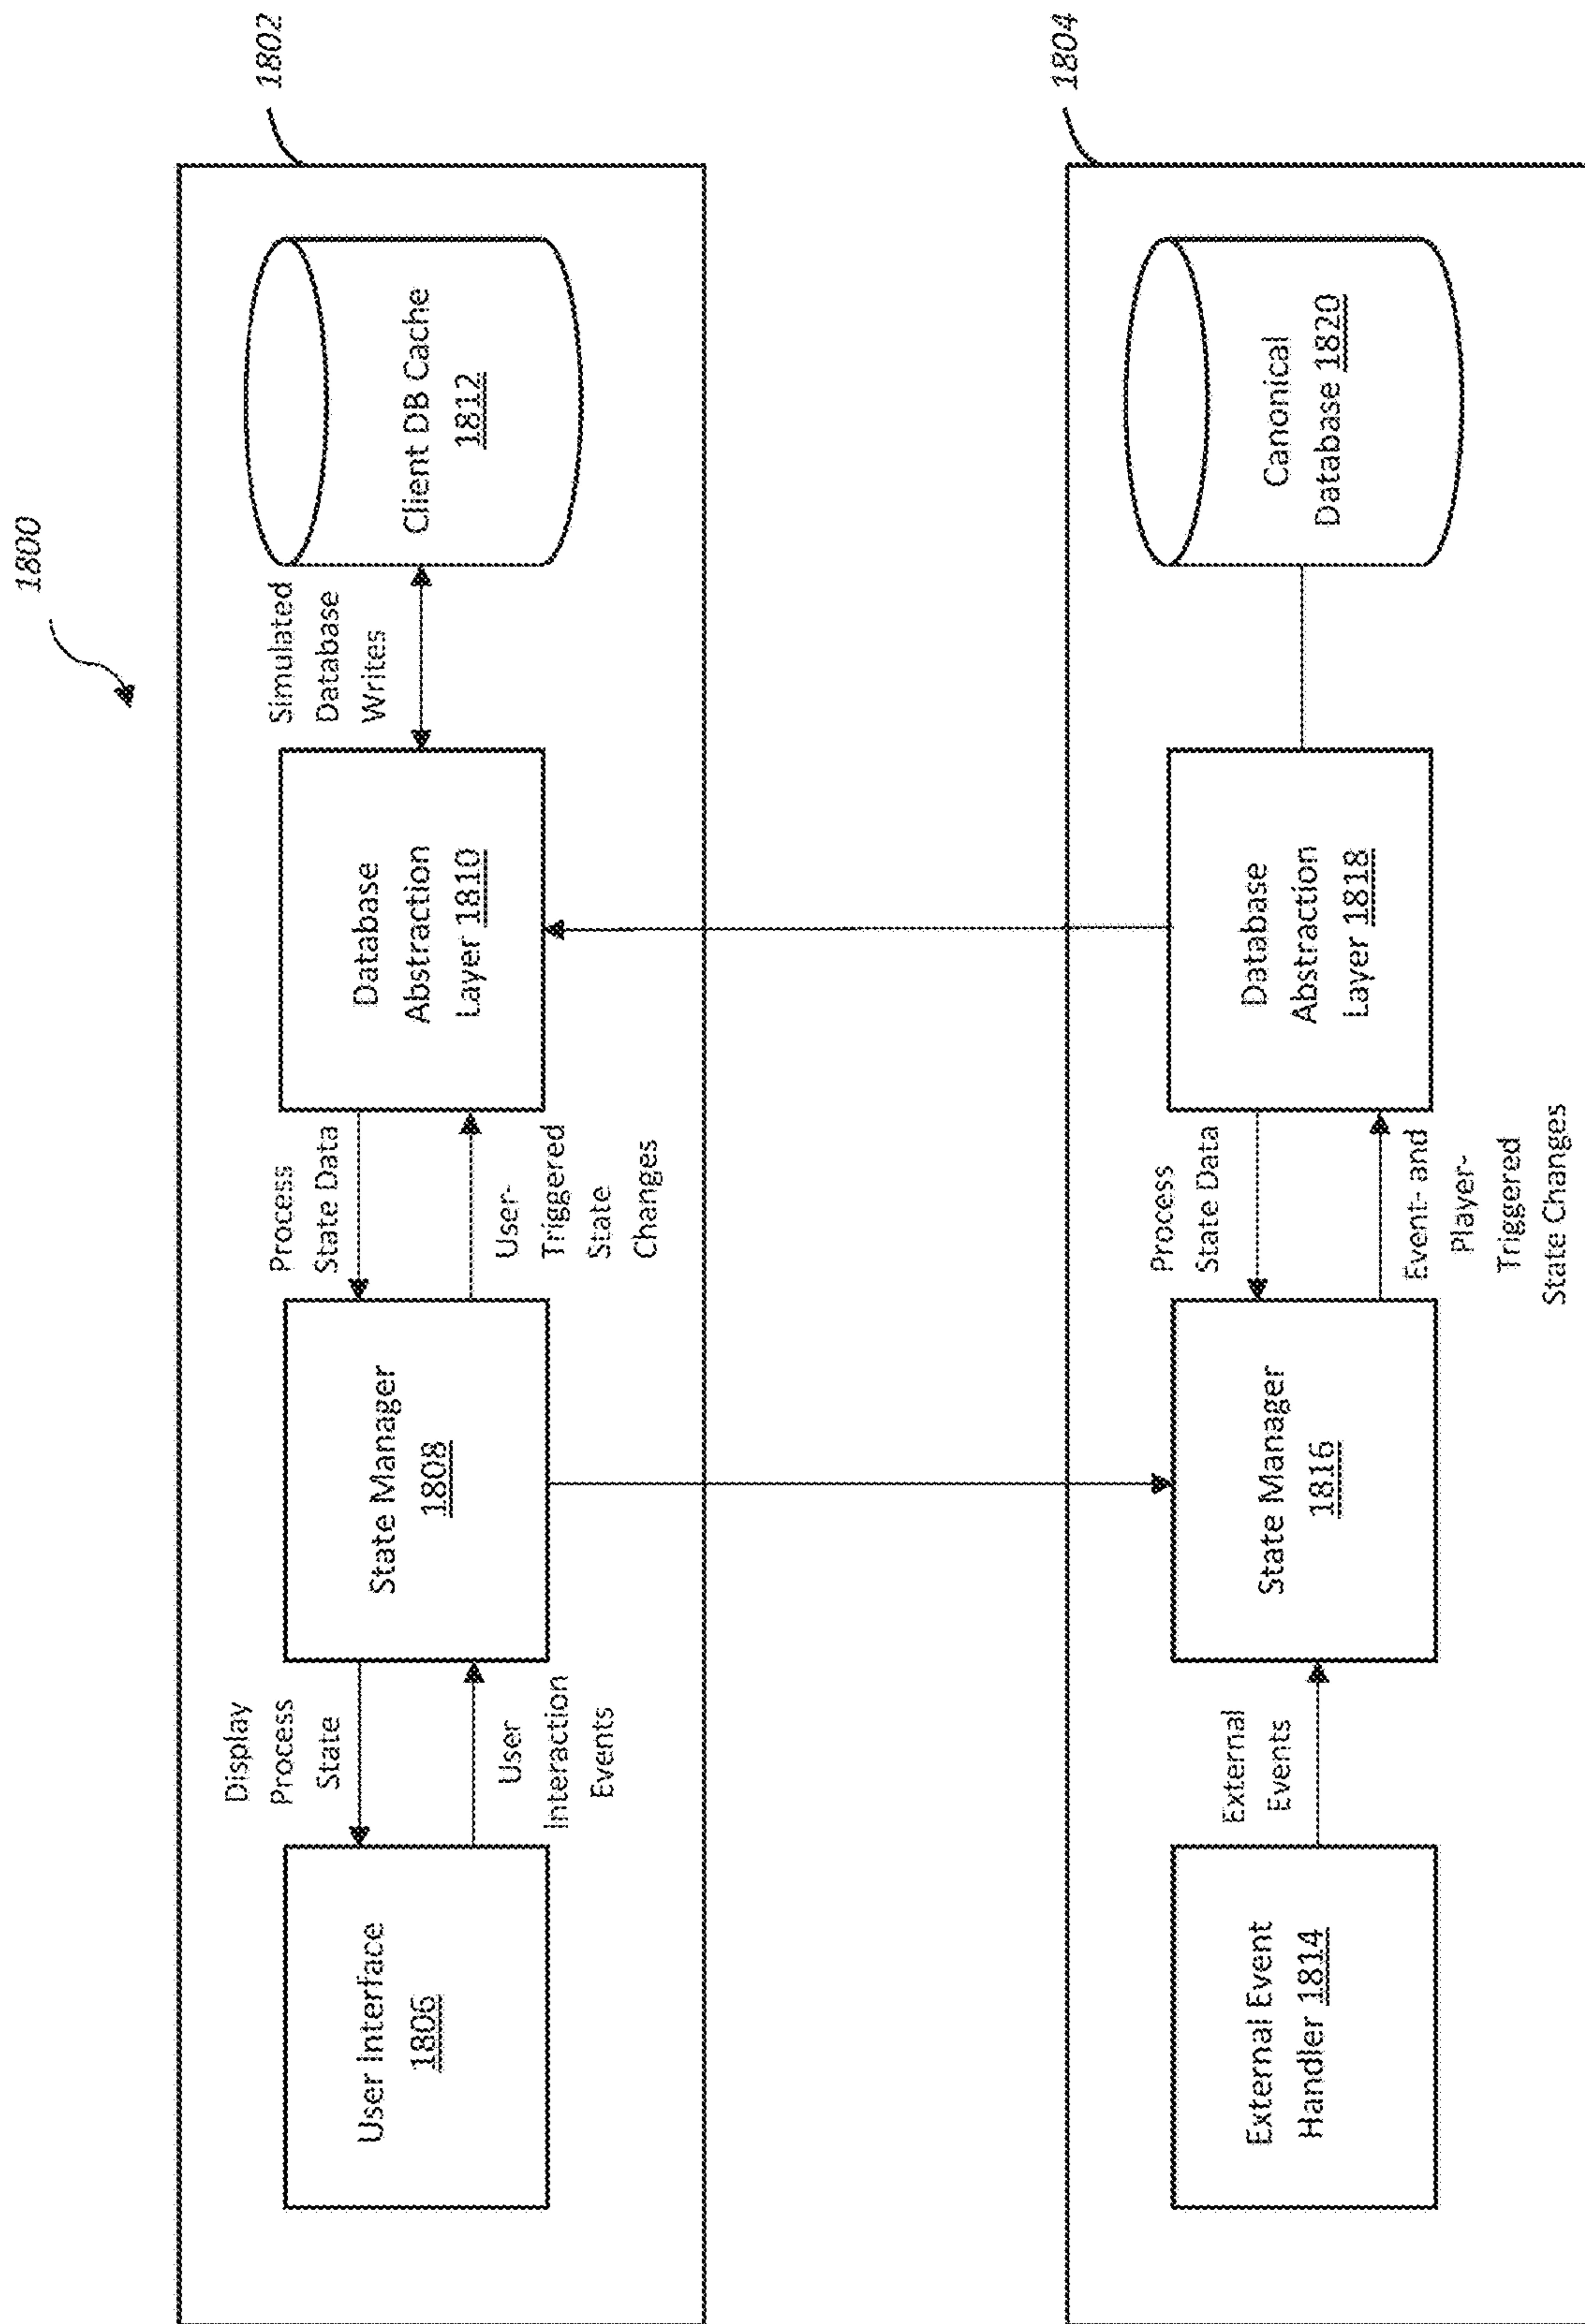 1800
1802
Display
Process
State
Process
State Data
Simulated
Database
Writes
User Interface
1806
State Manager
1808
Database
Abstraction
Layer 1810
Client DB Cache
1812
User
Interaction
Events
User-
Triggered
State
Changes
1804
Process
State Data
External
Events
External Event
Handler 1814
State Manager
1816
Database
Abstraction
Layer 1818
Canonical
Database 1820
Event- and
Player-
Triggered
State Changes